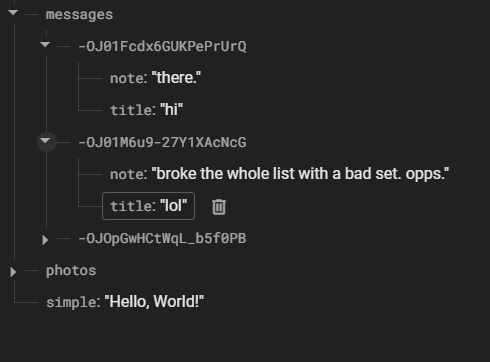 messages
-OJ01Fcdx6GUKPePrUrQ
note: "there."
title: "hi"
-OJ01M6u9-27Y1XAcNcG
note: "broke the whole list with a bad set. opps."
title: "lol"
-OJOpGwHCtWqL_b5f0PB
photos
simple: "Hello, World!"